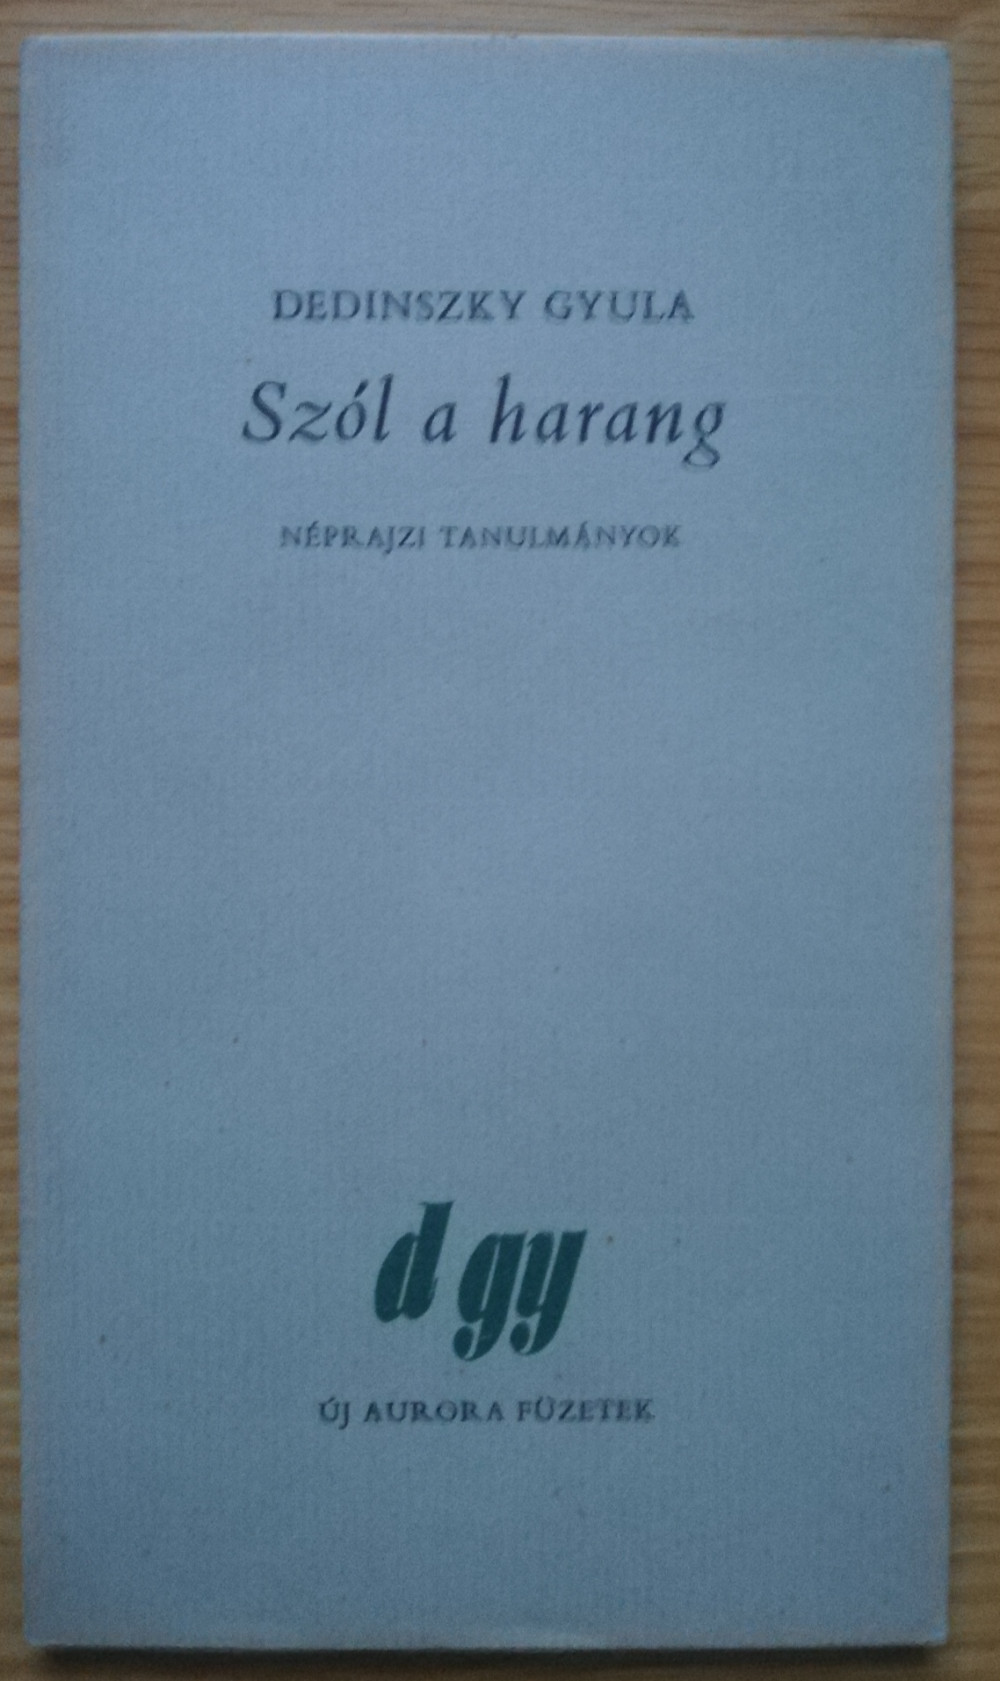 DEDINSZKY GYULA
Szól a harang
NÉPRAJZI TANULMÁNYOK
d gy
ÚJ AURORA FÜZETEK